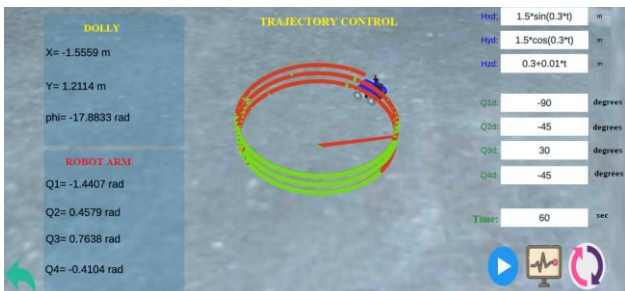 DOLLY
X= -1.5559 m
Y= 1.2114 m
phi= -17.8833 rad
ROBOT ARM
Q1= -1.4407 rad
Q2= 0.4579 rad
Q3= 0.7638 rad
Q4= -0.4104 rad
TRAJECTORY CONTROL
Hxd: 1.5*sin(0.3*t) m
Hyd: 1.5*cos(0.3*t) m
Hzd: 0.3+0.01*t m
Q1d: -90 degrees
Q2d: -45 degrees
Q3d: 30 degrees
Q4d: -45 degrees
Time: 60 sec